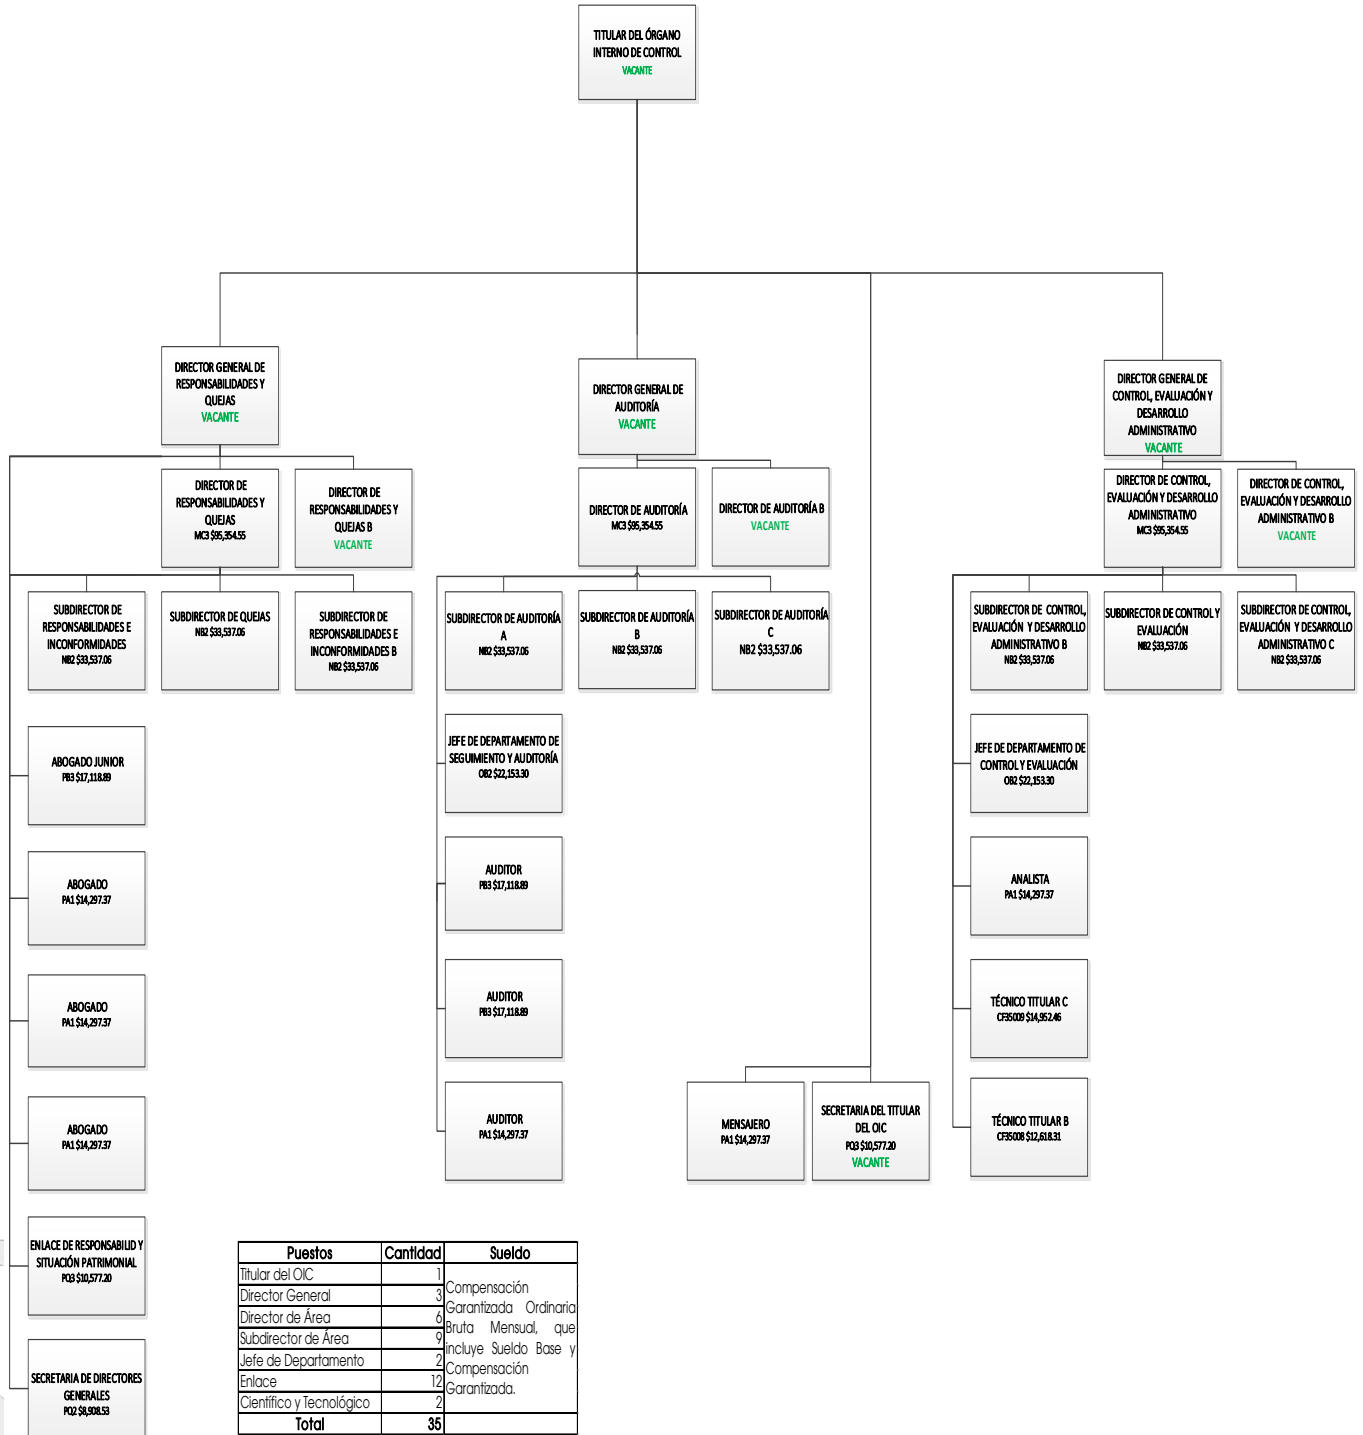 TITULAR DEL ÓRGANO
INTERNO DE CONTROL
VACANTE
DIRECTOR GENERAL DE
RESPONSABILIDADES Y
QUEJAS
VACANTE
DIRECTOR GENERAL DE
AUDITORÍA
VACANTE
DIRECTOR GENERAL DE
CONTROL, EVALUACIÓN Y
DESARROLLO
ADMINISTRATIVO
VACANTE
DIRECTOR DE
RESPONSABILIDADES Y
QUEJAS
MC3 $95,354.55
DIRECTOR DE
RESPONSABILIDADES Y
QUEJAS B
VACANTE
DIRECTOR DE AUDITORÍA
MC3 $95,354.55
DIRECTOR DE AUDITORÍA B
VACANTE
DIRECTOR DE CONTROL,
EVALUACIÓN Y DESARROLLO
ADMINISTRATIVO
MC3 $95,354.55
DIRECTOR DE CONTROL,
EVALUACIÓN Y DESARROLLO
ADMINISTRATIVO B
VACANTE
SUBDIRECTOR DE
RESPONSABILIDADES E
INCONFORMIDADES
NB2 $33,537.06
SUBDIRECTOR DE QUEJAS
NB2 $33,537.06
SUBDIRECTOR DE
RESPONSABILIDADES E
INCONFORMIDADES B
NB2 $33,537.06
SUBDIRECTOR DE AUDITORÍA
A
NB2 $33,537.06
SUBDIRECTOR DE AUDITORÍA
B
NB2 $33,537.06
SUBDIRECTOR DE AUDITORÍA
C
NB2 $33,537.06
SUBDIRECTOR DE CONTROL,
EVALUACIÓN Y DESARROLLO
ADMINISTRATIVO B
NB2 $33,537.06
SUBDIRECTOR DE CONTROL Y
EVALUACIÓN
NB2 $33,537.06
SUBDIRECTOR DE CONTROL,
EVALUACIÓN Y DESARROLLO
ADMINISTRATIVO C
NB2 $33,537.06
ABOGADO JUNIOR
PB3 $17,118.89
ABOGADO
PA1 $14,297.37
ABOGADO
PA1 $14,297.37
ABOGADO
PA1 $14,297.37
ENLACE DE RESPONSABILID Y
SITUACIÓN PATRIMONIAL
PQ3 $10,577.20
SECRETARIA DE DIRECTORES
GENERALES
PQ2 $8,908.53
JEFE DE DEPARTAMENTO DE
SEGUIMIENTO Y AUDITORÍA
OB2 $22,153.30
AUDITOR
PB3 $17,118.89
AUDITOR
PB3 $17,118.89
AUDITOR
PA1 $14,297.37
MENSAJERO
PA1 $14,297.37
SECRETARIA DEL TITULAR
DEL OIC
PQ3 $10,577.20
VACANTE
JEFE DE DEPARTAMENTO DE
CONTROL Y EVALUACIÓN
OB2 $22,153.30
ANALISTA
PA1 $14,297.37
TÉCNICO TITULAR C
CF35009 $14,952.46
TÉCNICO TITULAR B
CF35008 $12,618.31
Puestos Cantidad Sueldo
Titular del OIC 1
Director General 3
Director de Área 6
Subdirector de Área 9
Jefe de Departamento 2
Enlace 12
Científico y Tecnológico 2
Compensación
Garantizada Ordinaria
Bruta Mensual, que
incluye Sueldo Base y
Compensación
Garantizada.
Total 35